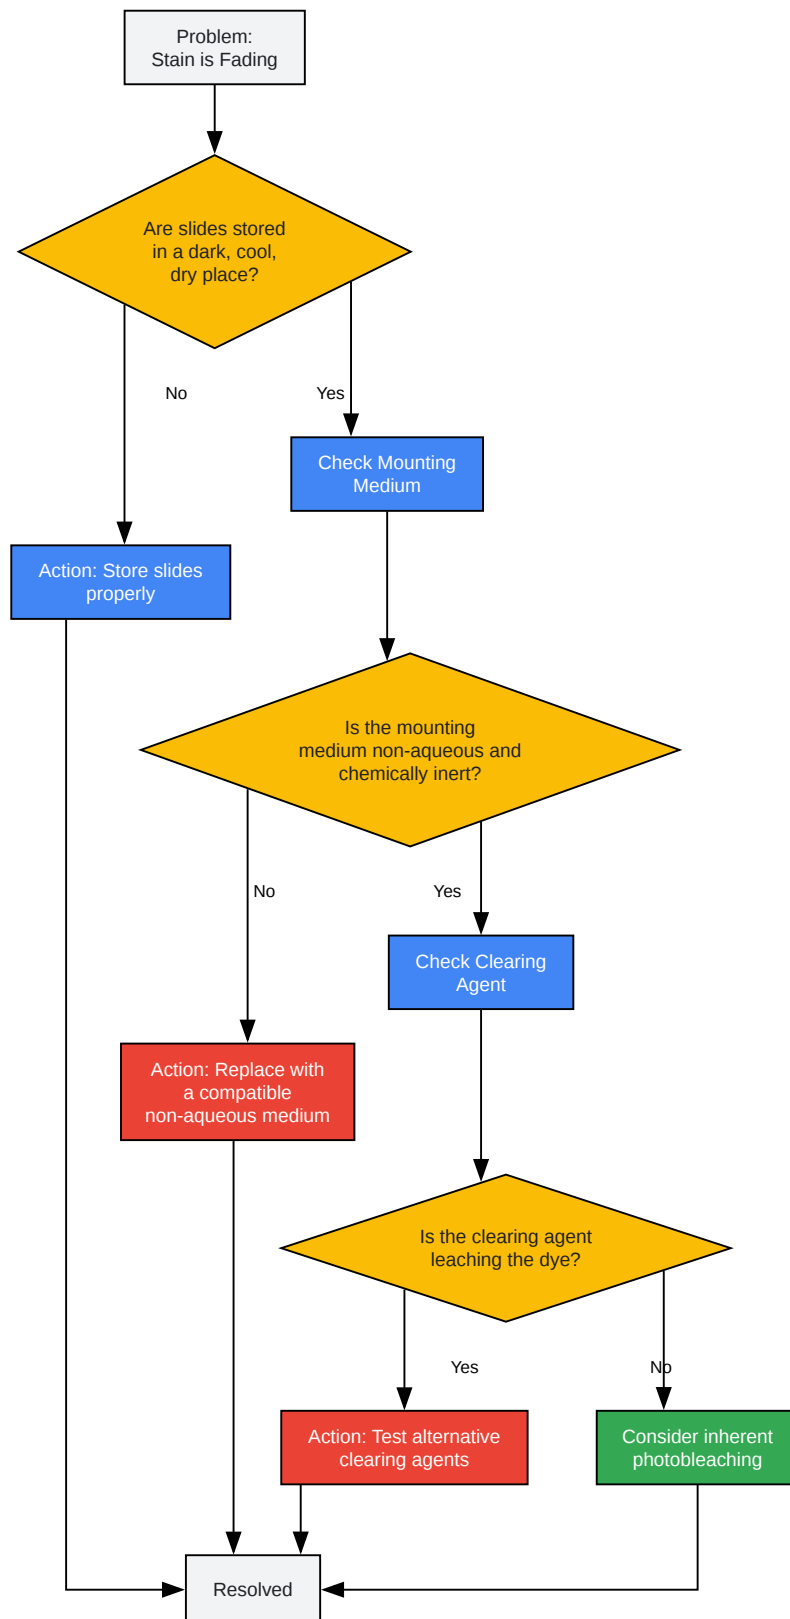 Problem:
Stain is Fading
Are slides stored
in a dark, cool,
dry place?
No
Yes
Check Mounting
Medium
Action: Store slides
properly
Is the mounting
medium non-aqueous and
chemically inert?
No
Yes
Check Clearing
Agent
Action: Replace with
a compatible
non-aqueous medium
Is the clearing agent
leaching the dye?
Yes
No
Action: Test alternative
clearing agents
Consider inherent
photobleaching
Resolved